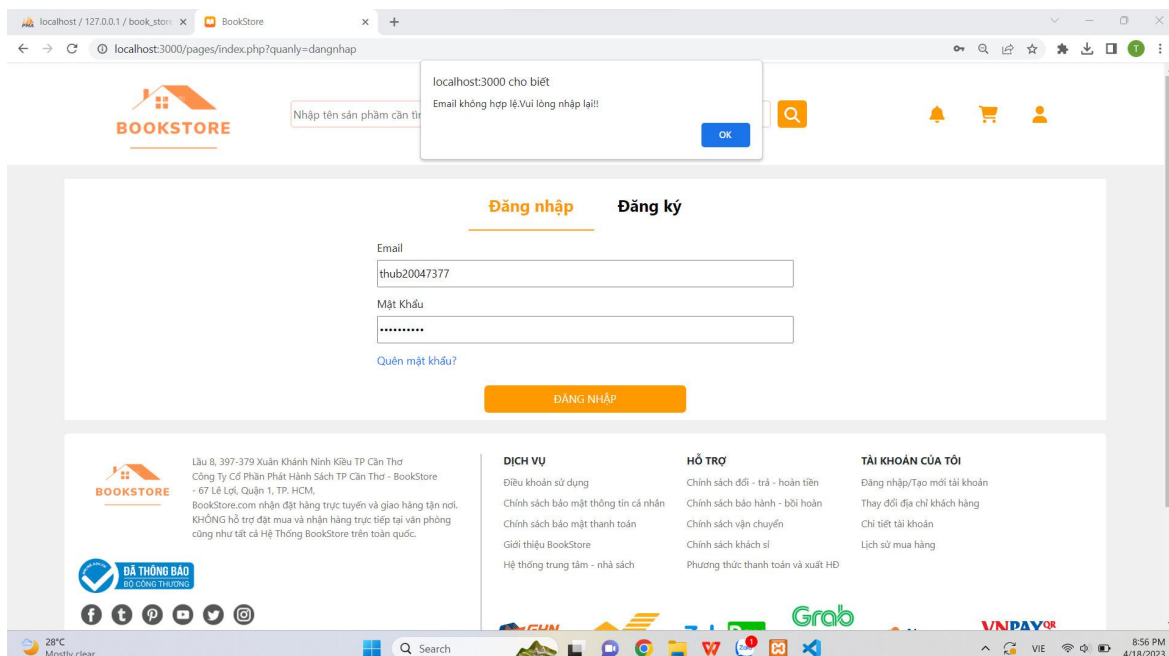 localhost / 127.0.0.1 / book_store
BookStore
localhost:3000/pages/index.php?quanly=dangnhap
T
localhost:3000 cho biết
Email không hợp lệ.Vui lòng nhập lại!!
OK
BOOKSTORE
Nhập tên sản phẩm cần tìm
Đăng nhập Đăng ký
Email
thub20047377
Mật Khẩu
Quên mật khẩu?
ĐĂNG NHẬP
BOOKSTORE
Lầu 8, 397-379 Xuân Khánh Ninh Kiều TP Cần Thơ
Công Ty Cổ Phần Phát Hành Sách TP Cần Thơ - BookStore
- 67 Lê Lợi, Quận 1, TP. HCM,
BookStore.com nhận đặt hàng trực tuyến và giao hàng tận nơi.
KHÔNG hỗ trợ đặt mua và nhận hàng trực tiếp tại văn phòng
cũng như tất cả Hệ Thống BookStore trên toàn quốc.
ĐÃ THÔNG BÁO
BỘ CÔNG THƯƠNG
DỊCH VỤ
Điều khoản sử dụng
Chính sách bảo mật thông tin cá nhân
Chính sách bảo mật thanh toán
Giới thiệu BookStore
Hệ thống trung tâm - nhà sách
HỖ TRỢ
Chính sách đổi - trả - hoàn tiền
Chính sách bảo hành - bồi hoàn
Chính sách vận chuyển
Chính sách khách sỉ
Phương thức thanh toán và xuất HĐ
TÀI KHOẢN CỦA TÔI
Đăng nhập/Tạo mới tài khoản
Thay đổi địa chỉ khách hàng
Chi tiết tài khoản
Lịch sử mua hàng
GHN
Grab
VNPAYQR
28°C
Mostly clear
Search
Zalo
1
VIE
8:56 PM
4/18/2023